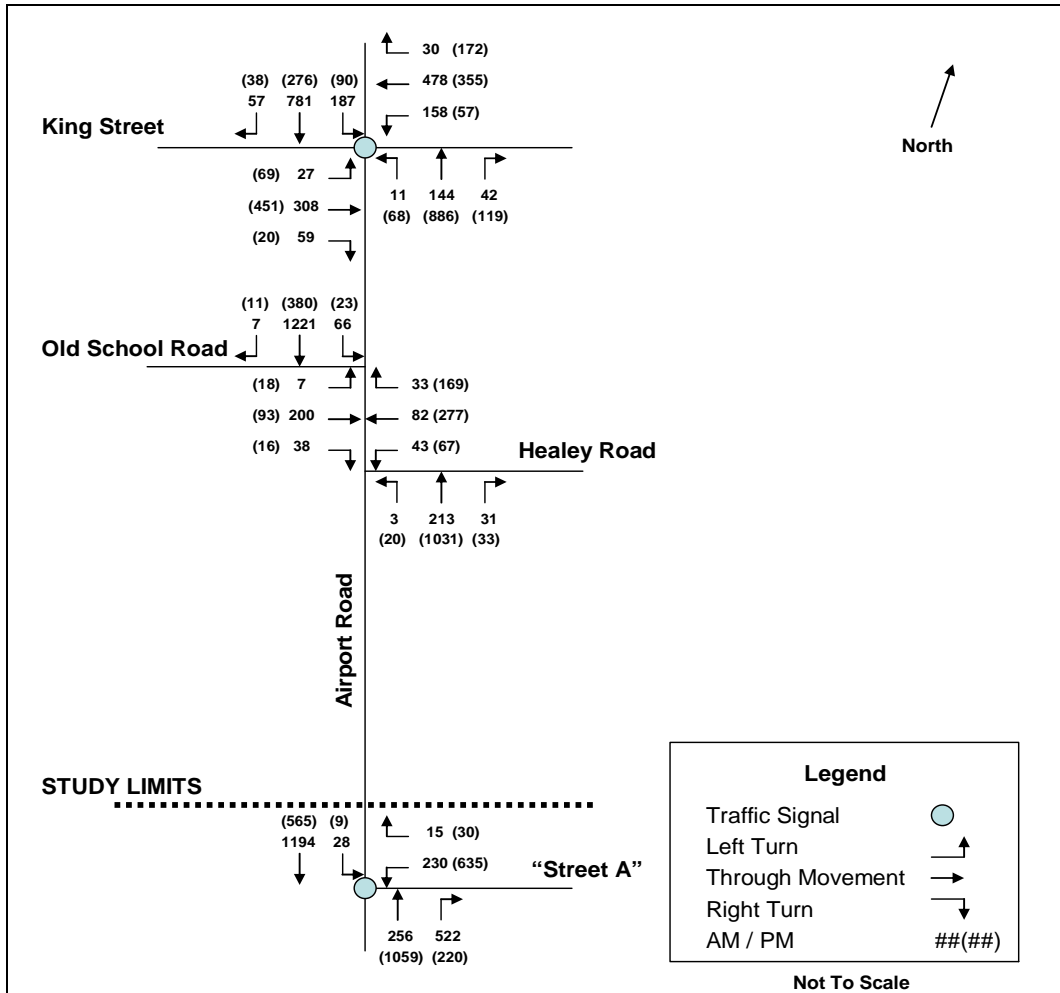 30 (172)
(38) (276) (90)
478 (355)
57 781 187
158 (57)
King Street
North
(69) 27
11 144 42
(68) (886) (119)
(451) 308
(20) 59
(11) (380) (23)
7 1221 66
Old School Road
(18) 7
33 (169)
(93) 200
82 (277)
(16) 38
43 (67)
Healey Road
3 213 31
(20) (1031) (33)
Airport Road
STUDY LIMITS
(565) (9)
1194 28
15 (30)
230 (635)
“Street A”
256 522
(1059) (220)
Legend
Traffic Signal
Left Turn
Through Movement
Right Turn
AM / PM ##(##)
Not To Scale